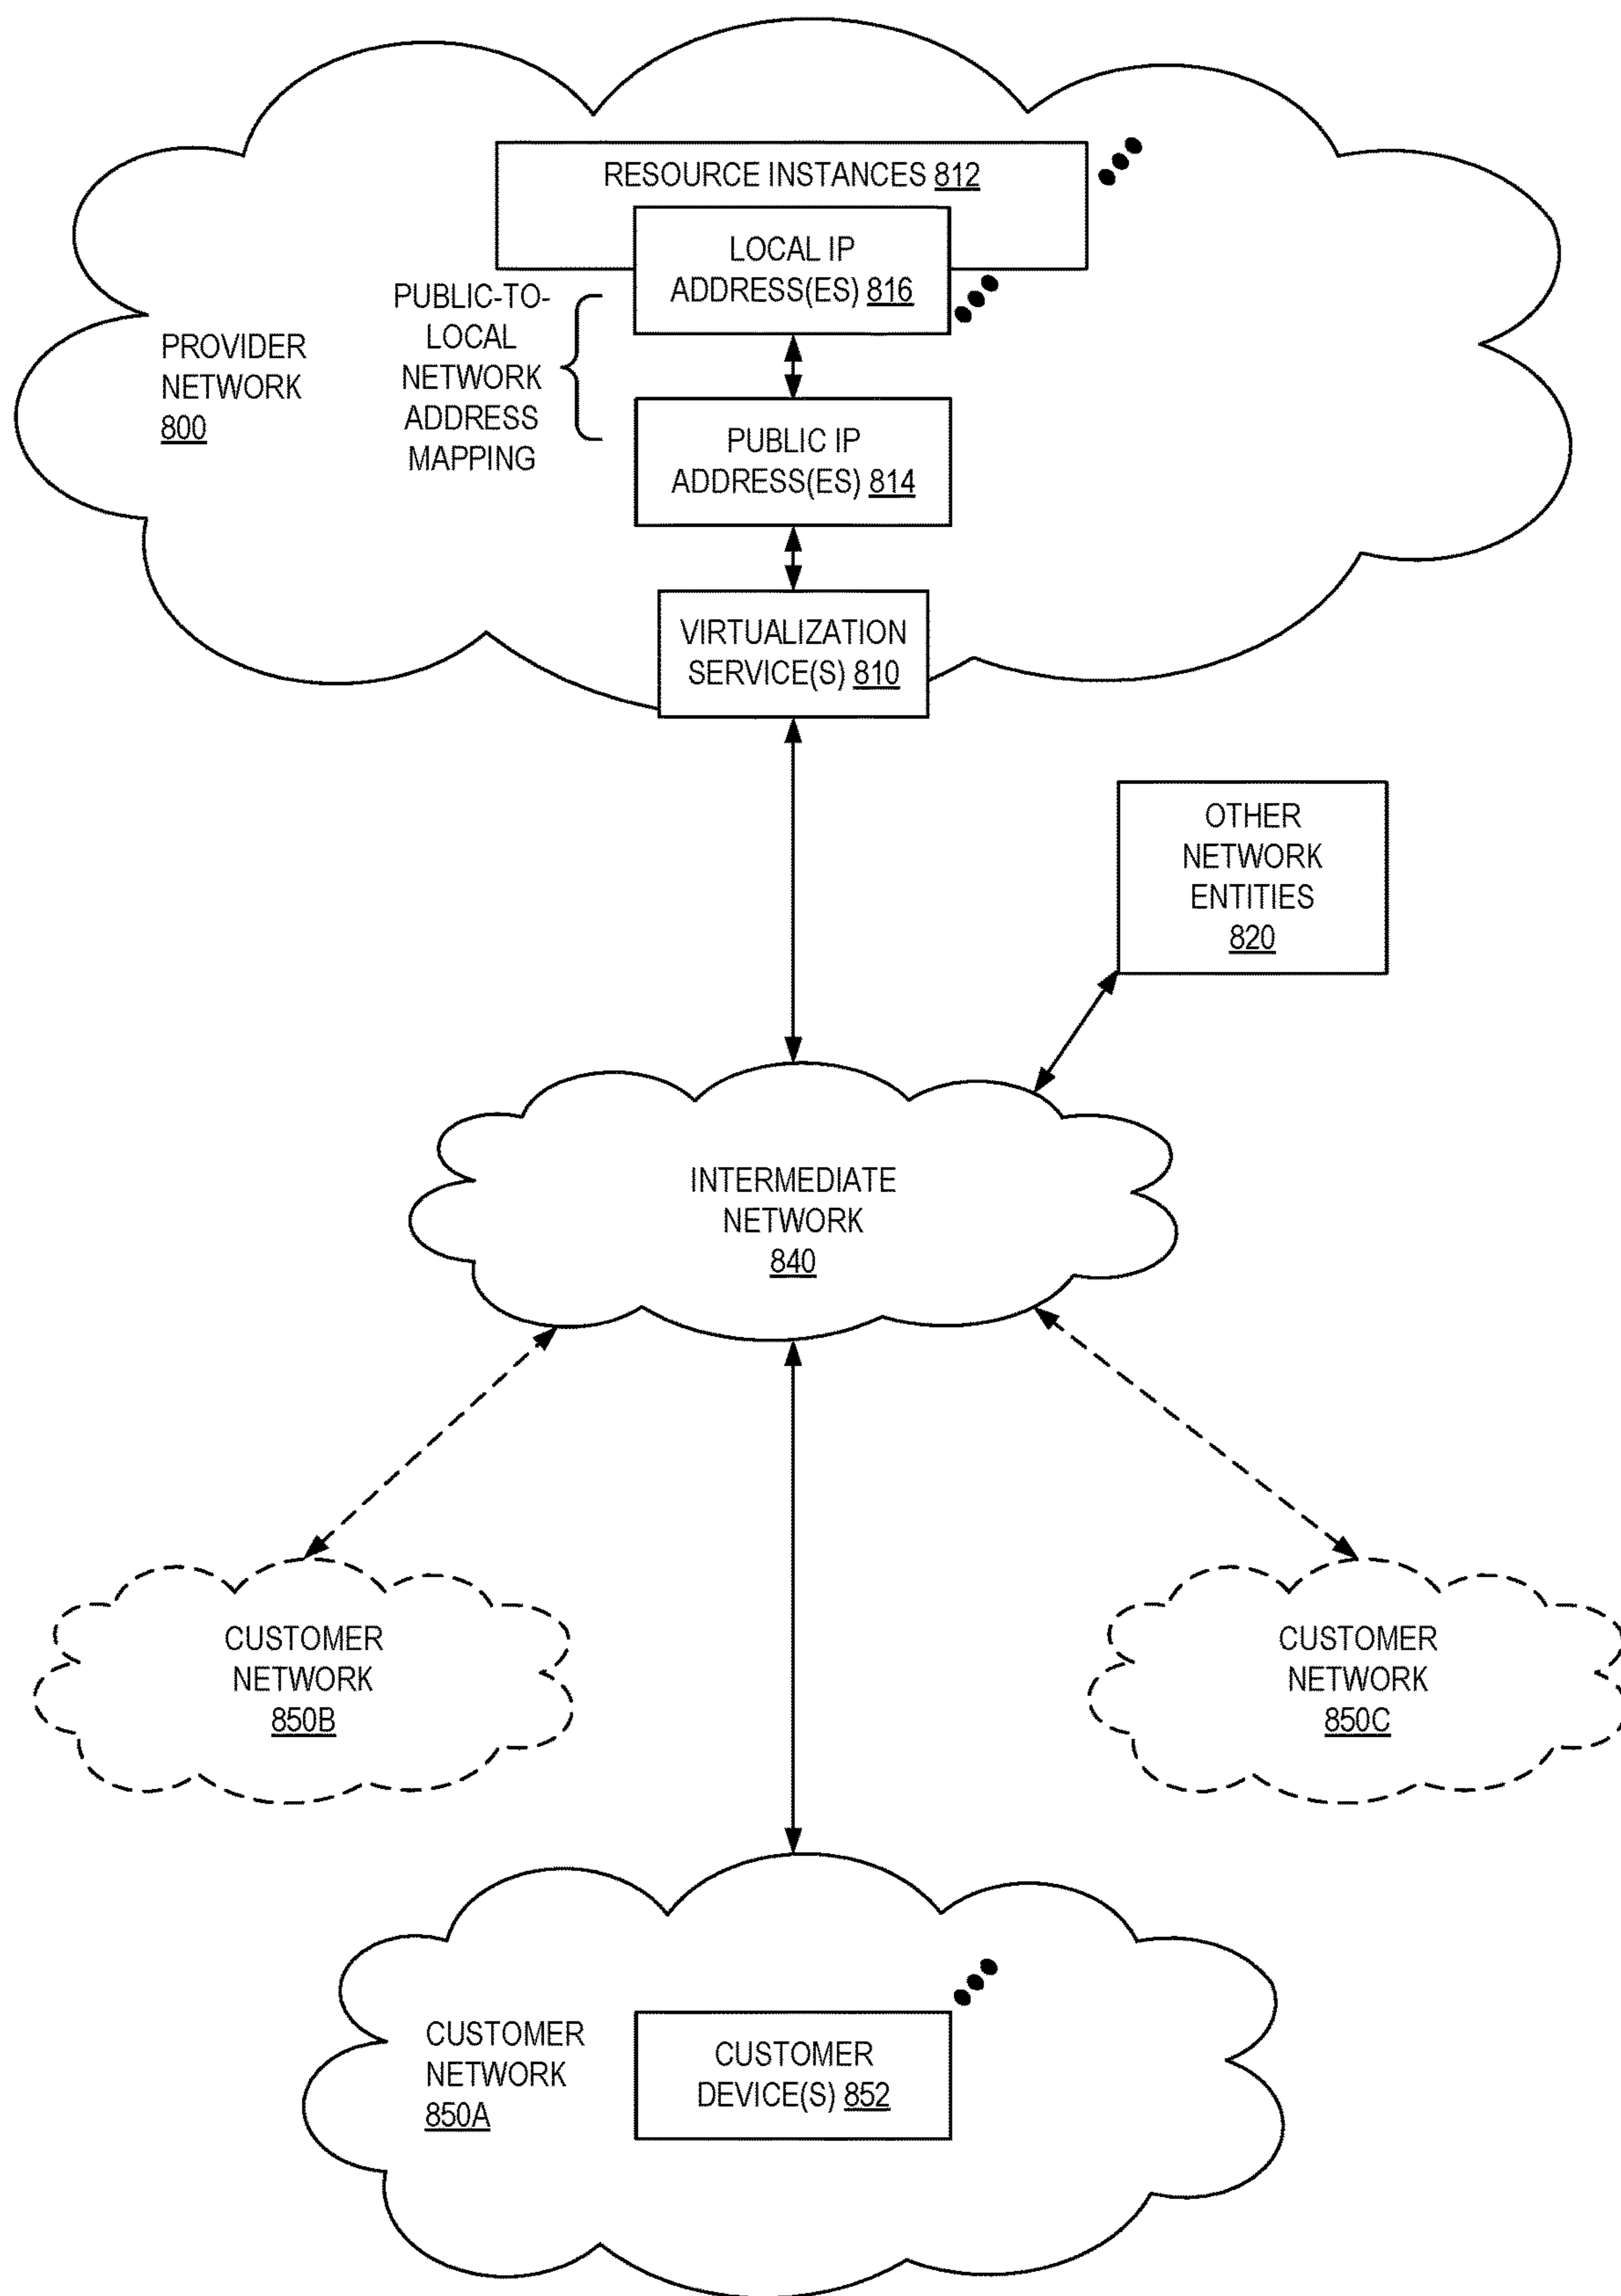 RESOURCE INSTANCES 812
LOCAL IP
ADDRESS(ES) 816
PUBLIC-TO-
LOCAL
NETWORK
ADDRESS
MAPPING
PROVIDER
NETWORK
800
PUBLIC IP
ADDRESS(ES) 814
VIRTUALIZATION
SERVICE(S) 810
OTHER
NETWORK
ENTITIES
820
INTERMEDIATE
NETWORK
840
CUSTOMER
NETWORK
850B
CUSTOMER
NETWORK
850C
CUSTOMER
NETWORK
850A
CUSTOMER
DEVICE(S) 852